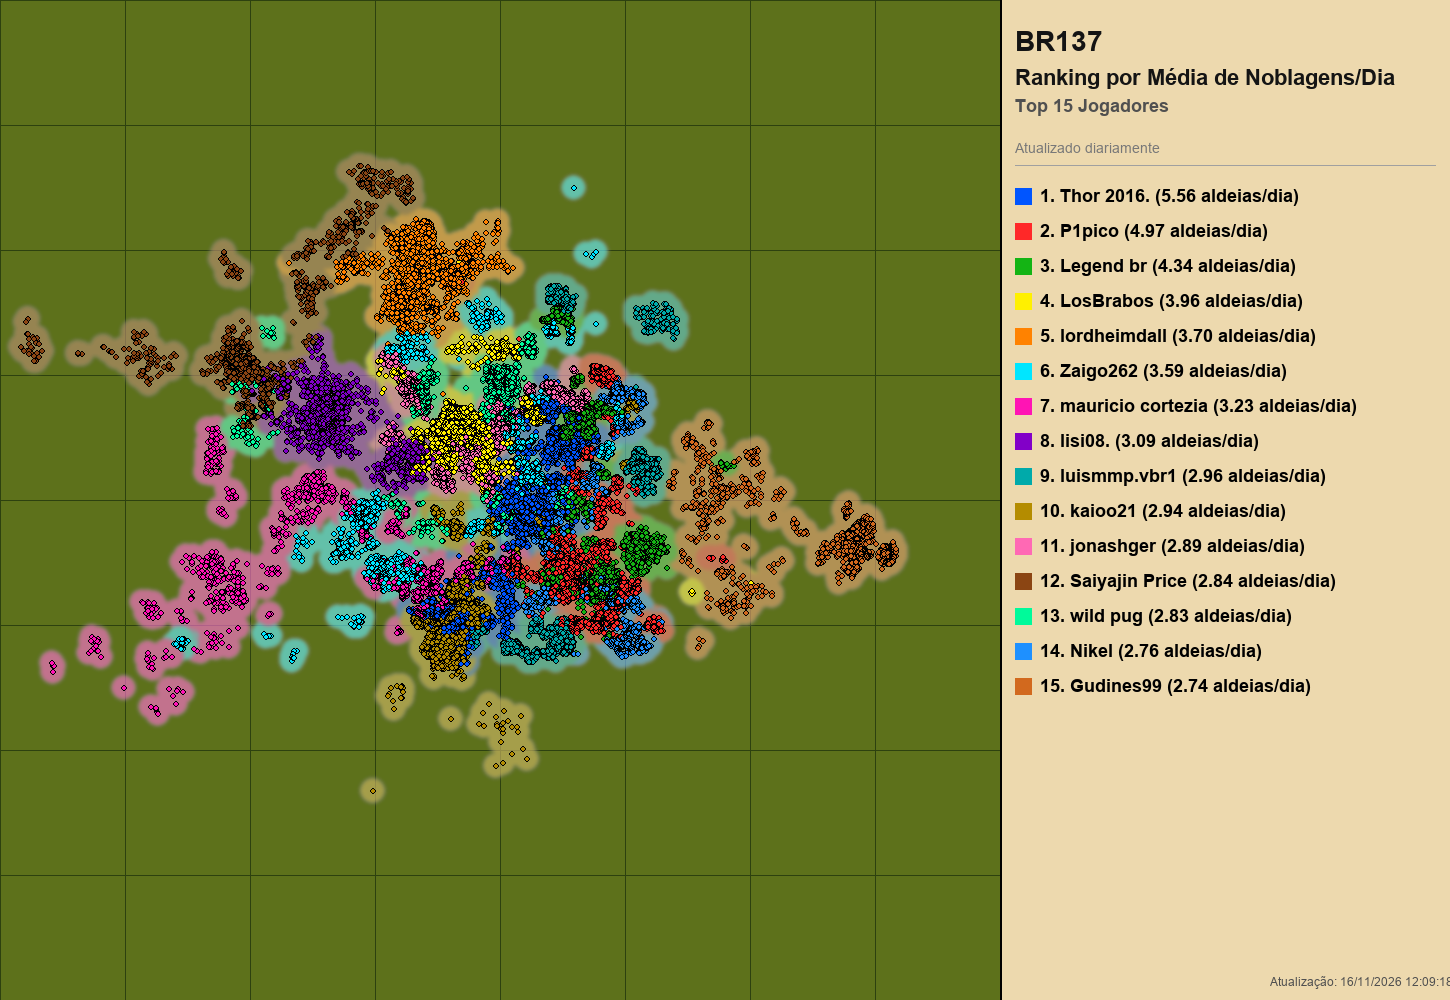 BR137
Ranking por Média de Noblagens/Dia
Top 15 Jogadores
Atualizado diariamente
1. Thor 2016. (5.56 aldeias/dia)
2. P1pico (4.97 aldeias/dia)
3. Legend br (4.34 aldeias/dia)
4. LosBrabos (3.96 aldeias/dia)
5. lordheimdall (3.70 aldeias/dia)
6. Zaigo262 (3.59 aldeias/dia)
7. mauricio cortezia (3.23 aldeias/dia)
8. lisi08. (3.09 aldeias/dia)
9. luismmp.vbr1 (2.96 aldeias/dia)
10. kaioo21 (2.94 aldeias/dia)
11. jonashger (2.89 aldeias/dia)
12. Saiyajin Price (2.84 aldeias/dia)
13. wild pug (2.83 aldeias/dia)
14. Nikel (2.76 aldeias/dia)
15. Gudines99 (2.74 aldeias/dia)
Atualização: 16/11/2026 12:09:18